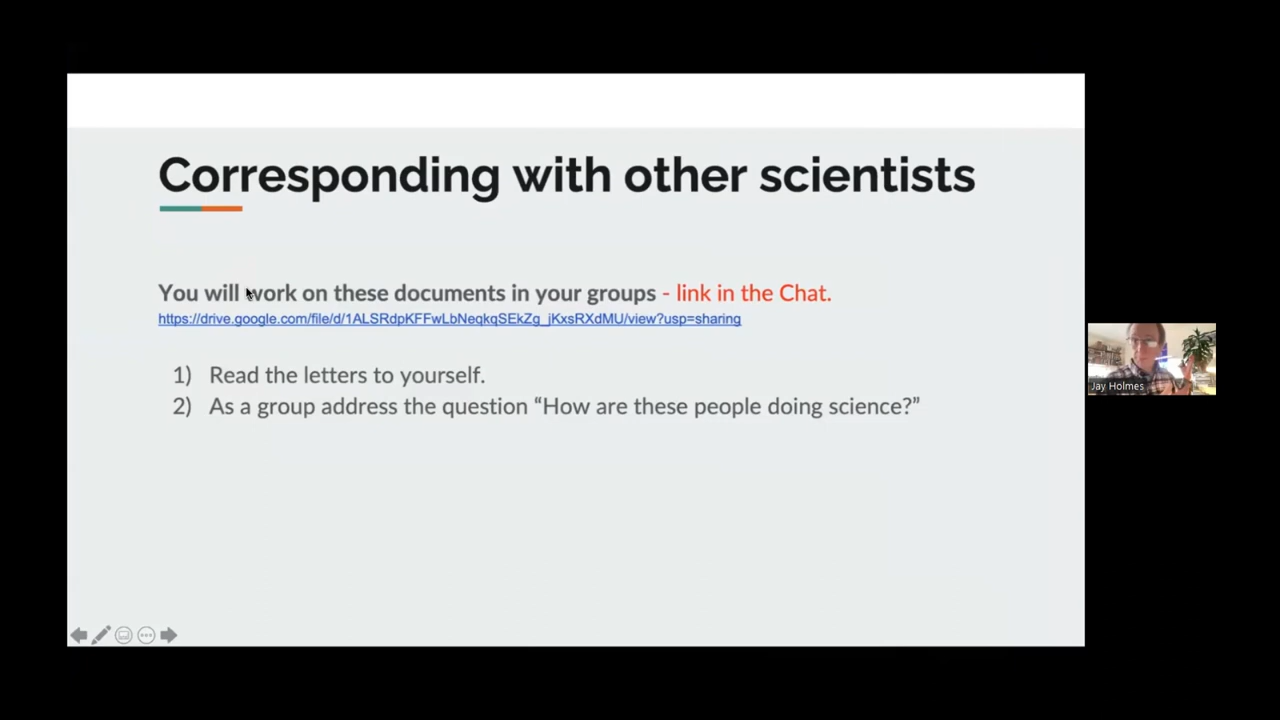 Corresponding with other scientists
You will work on these documents in your groups - link in the Chat.
https://drive.google.com/file/d/1ALSRdpKFFwLbNeqkqSEkZg_jKxsRXdMU/view?usp=sharing
1) Read the letters to yourself.
2) As a group address the question “How are these people doing science?”
Jay Holmes